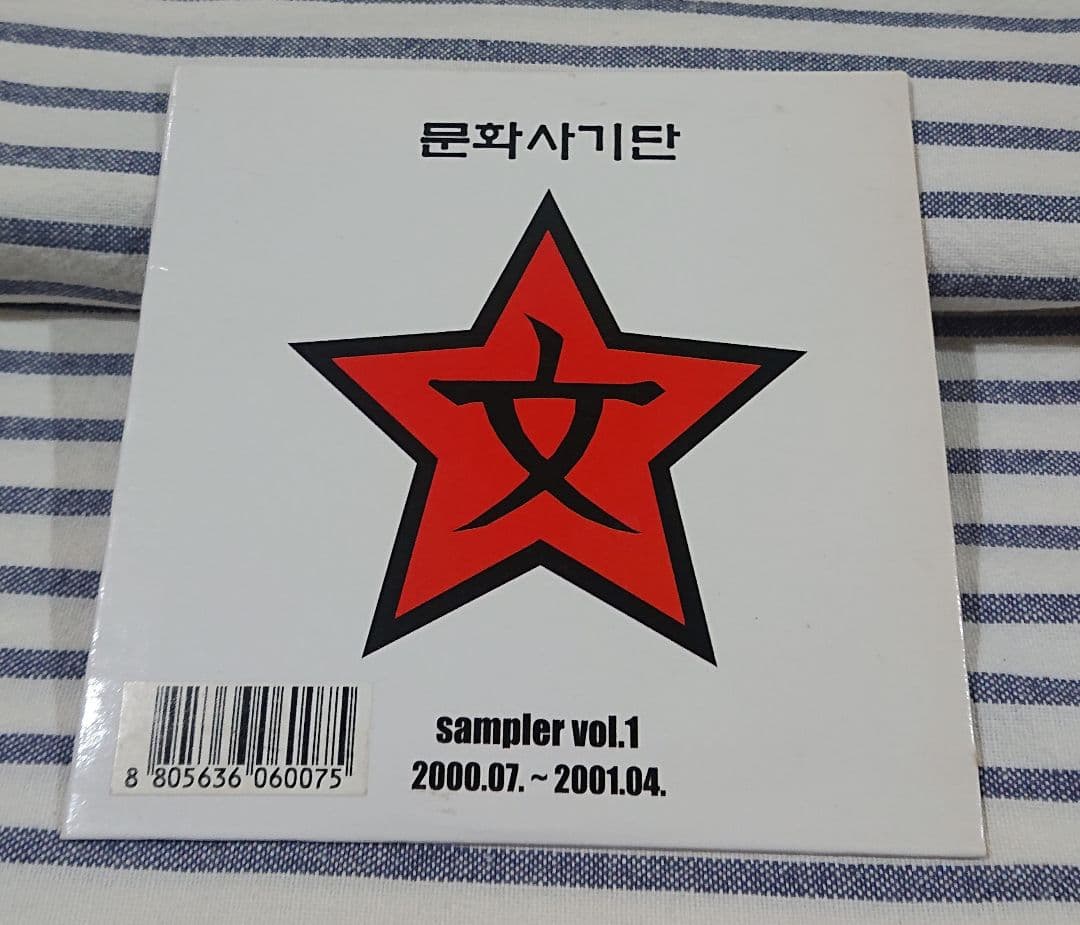 문화사기단
文
sampler vol.1
2000.07. ~ 2001.04.
8 805636 060075